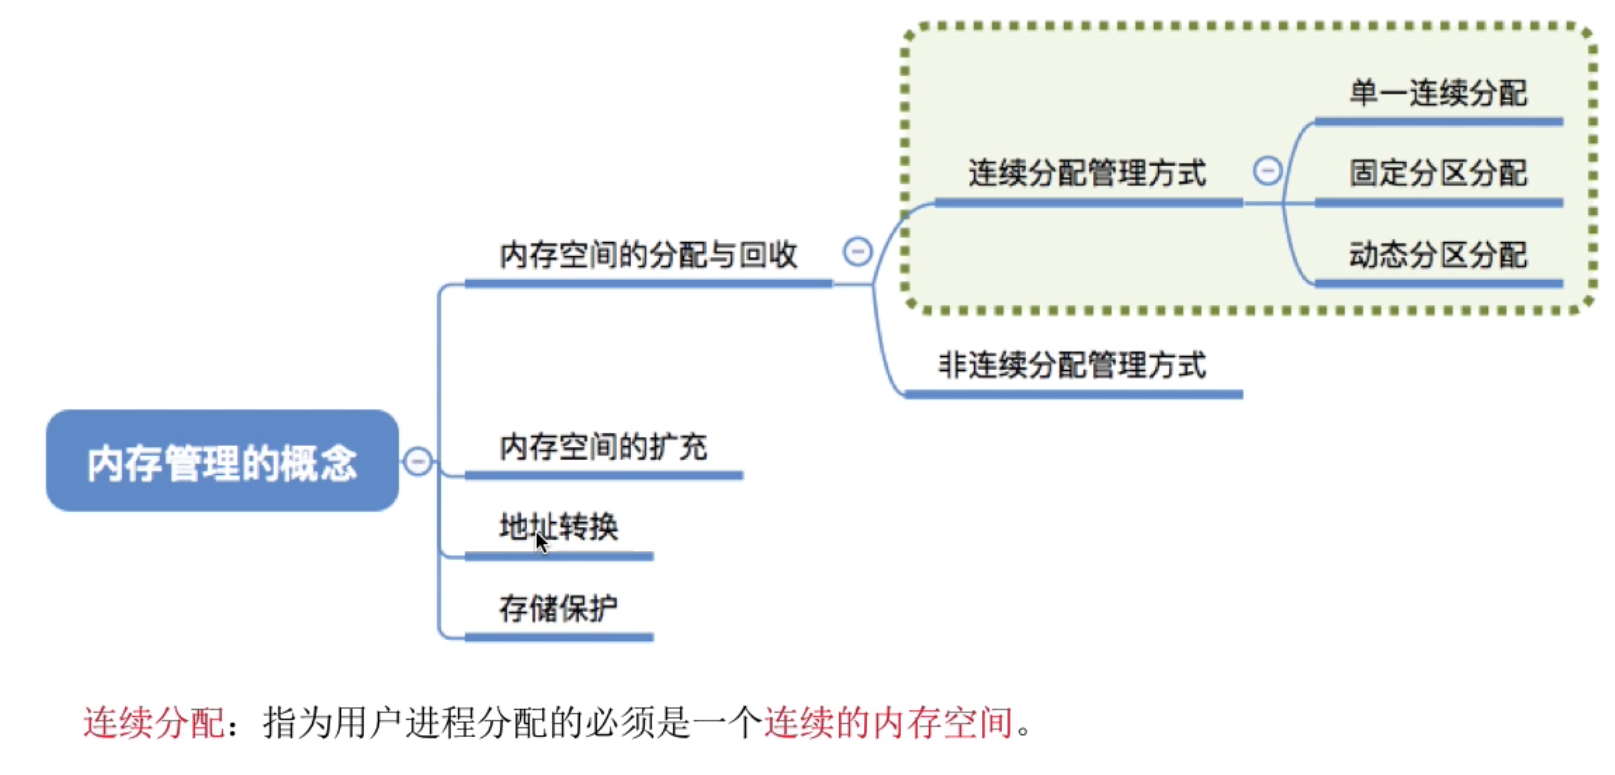 单一连续分配
连续分配管理方式
固定分区分配
内存空间的分配与回收
动态分区分配
非连续分配管理方式
内存管理的概念
内存空间的扩充
地址转换
存储保护
连续分配：指为用户进程分配的必须是一个连续的内存空间。